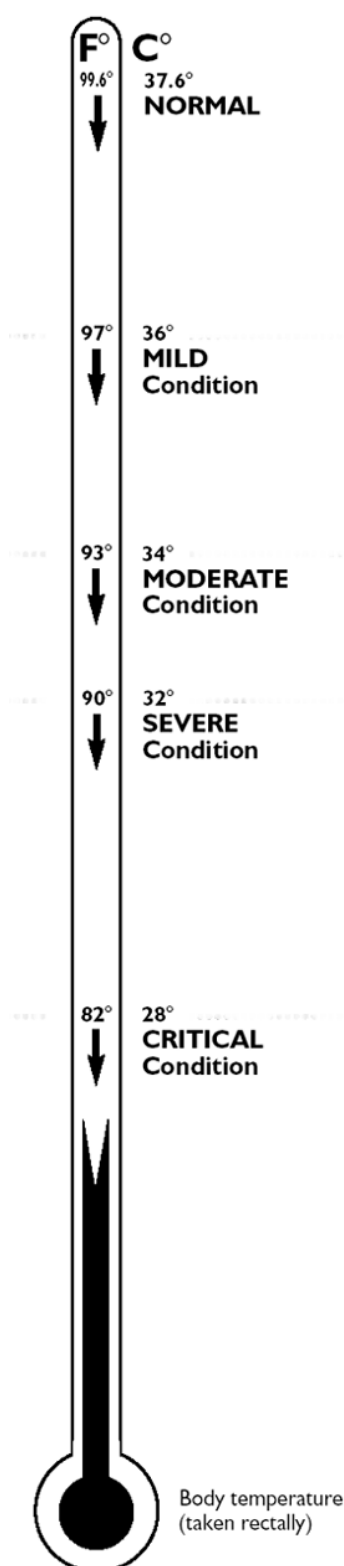 F° C°
99.6° 37.6°
NORMAL
97° 36°
MILD
Condition
93° 34°
MODERATE
Condition
90° 32°
SEVERE
Condition
82° 28°
CRITICAL
Condition
Body temperature
(taken rectally)